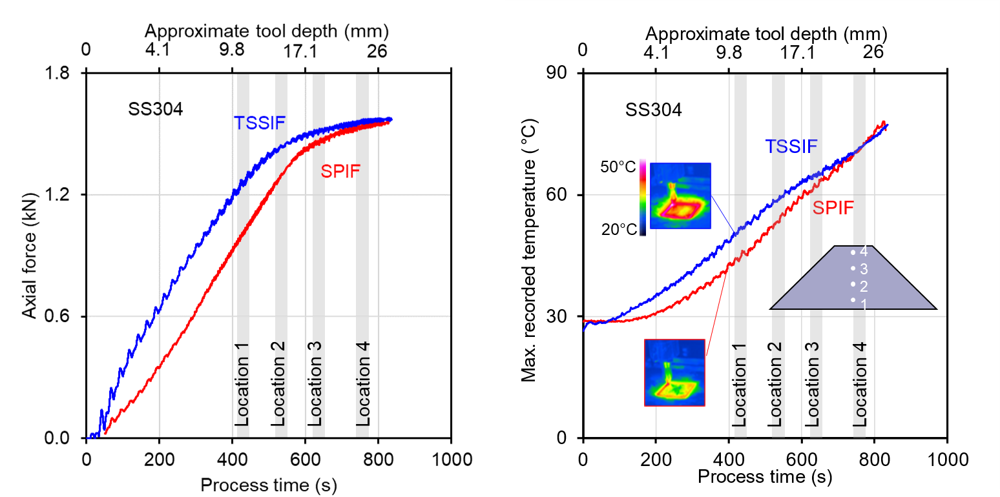 Approximate tool depth (mm)
0 4.1 9.8 17.1 26
1.8
1.2
0.6
0.0
Axial force (kN)
SS304
TSSIF
SPIF
Location 1
Location 2
Location 3
Location 4
0 200 400 600 800 1000
Process time (s)
Approximate tool depth (mm)
0 4.1 9.8 17.1 26
90
60
30
0
Max. recorded temperature (°C)
SS304
TSSIF
50°C
20°C
SPIF
4
3
2
1
Location 1
Location 2
Location 3
Location 4
0 200 400 600 800 1000
Process time (s)